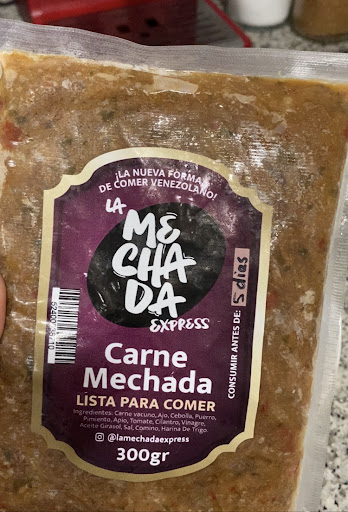 ¡LA NUEVA FORMA
DE COMER VENEZOLANO!
LA
ME
CHA
DA
EXPRESS
Carne
Mechada
LISTA PARA COMER
Ingredientes: Carne vacuno, Ajo, Cebolla, Puerro,
Pimiento, Apio, Tomate, Cilantro, Vinagre,
Aceite Girasol, Sal, Comino, Harina De Trigo.
@lamechadaexpress
300gr
CONSUMIR ANTES DE: 5 dias